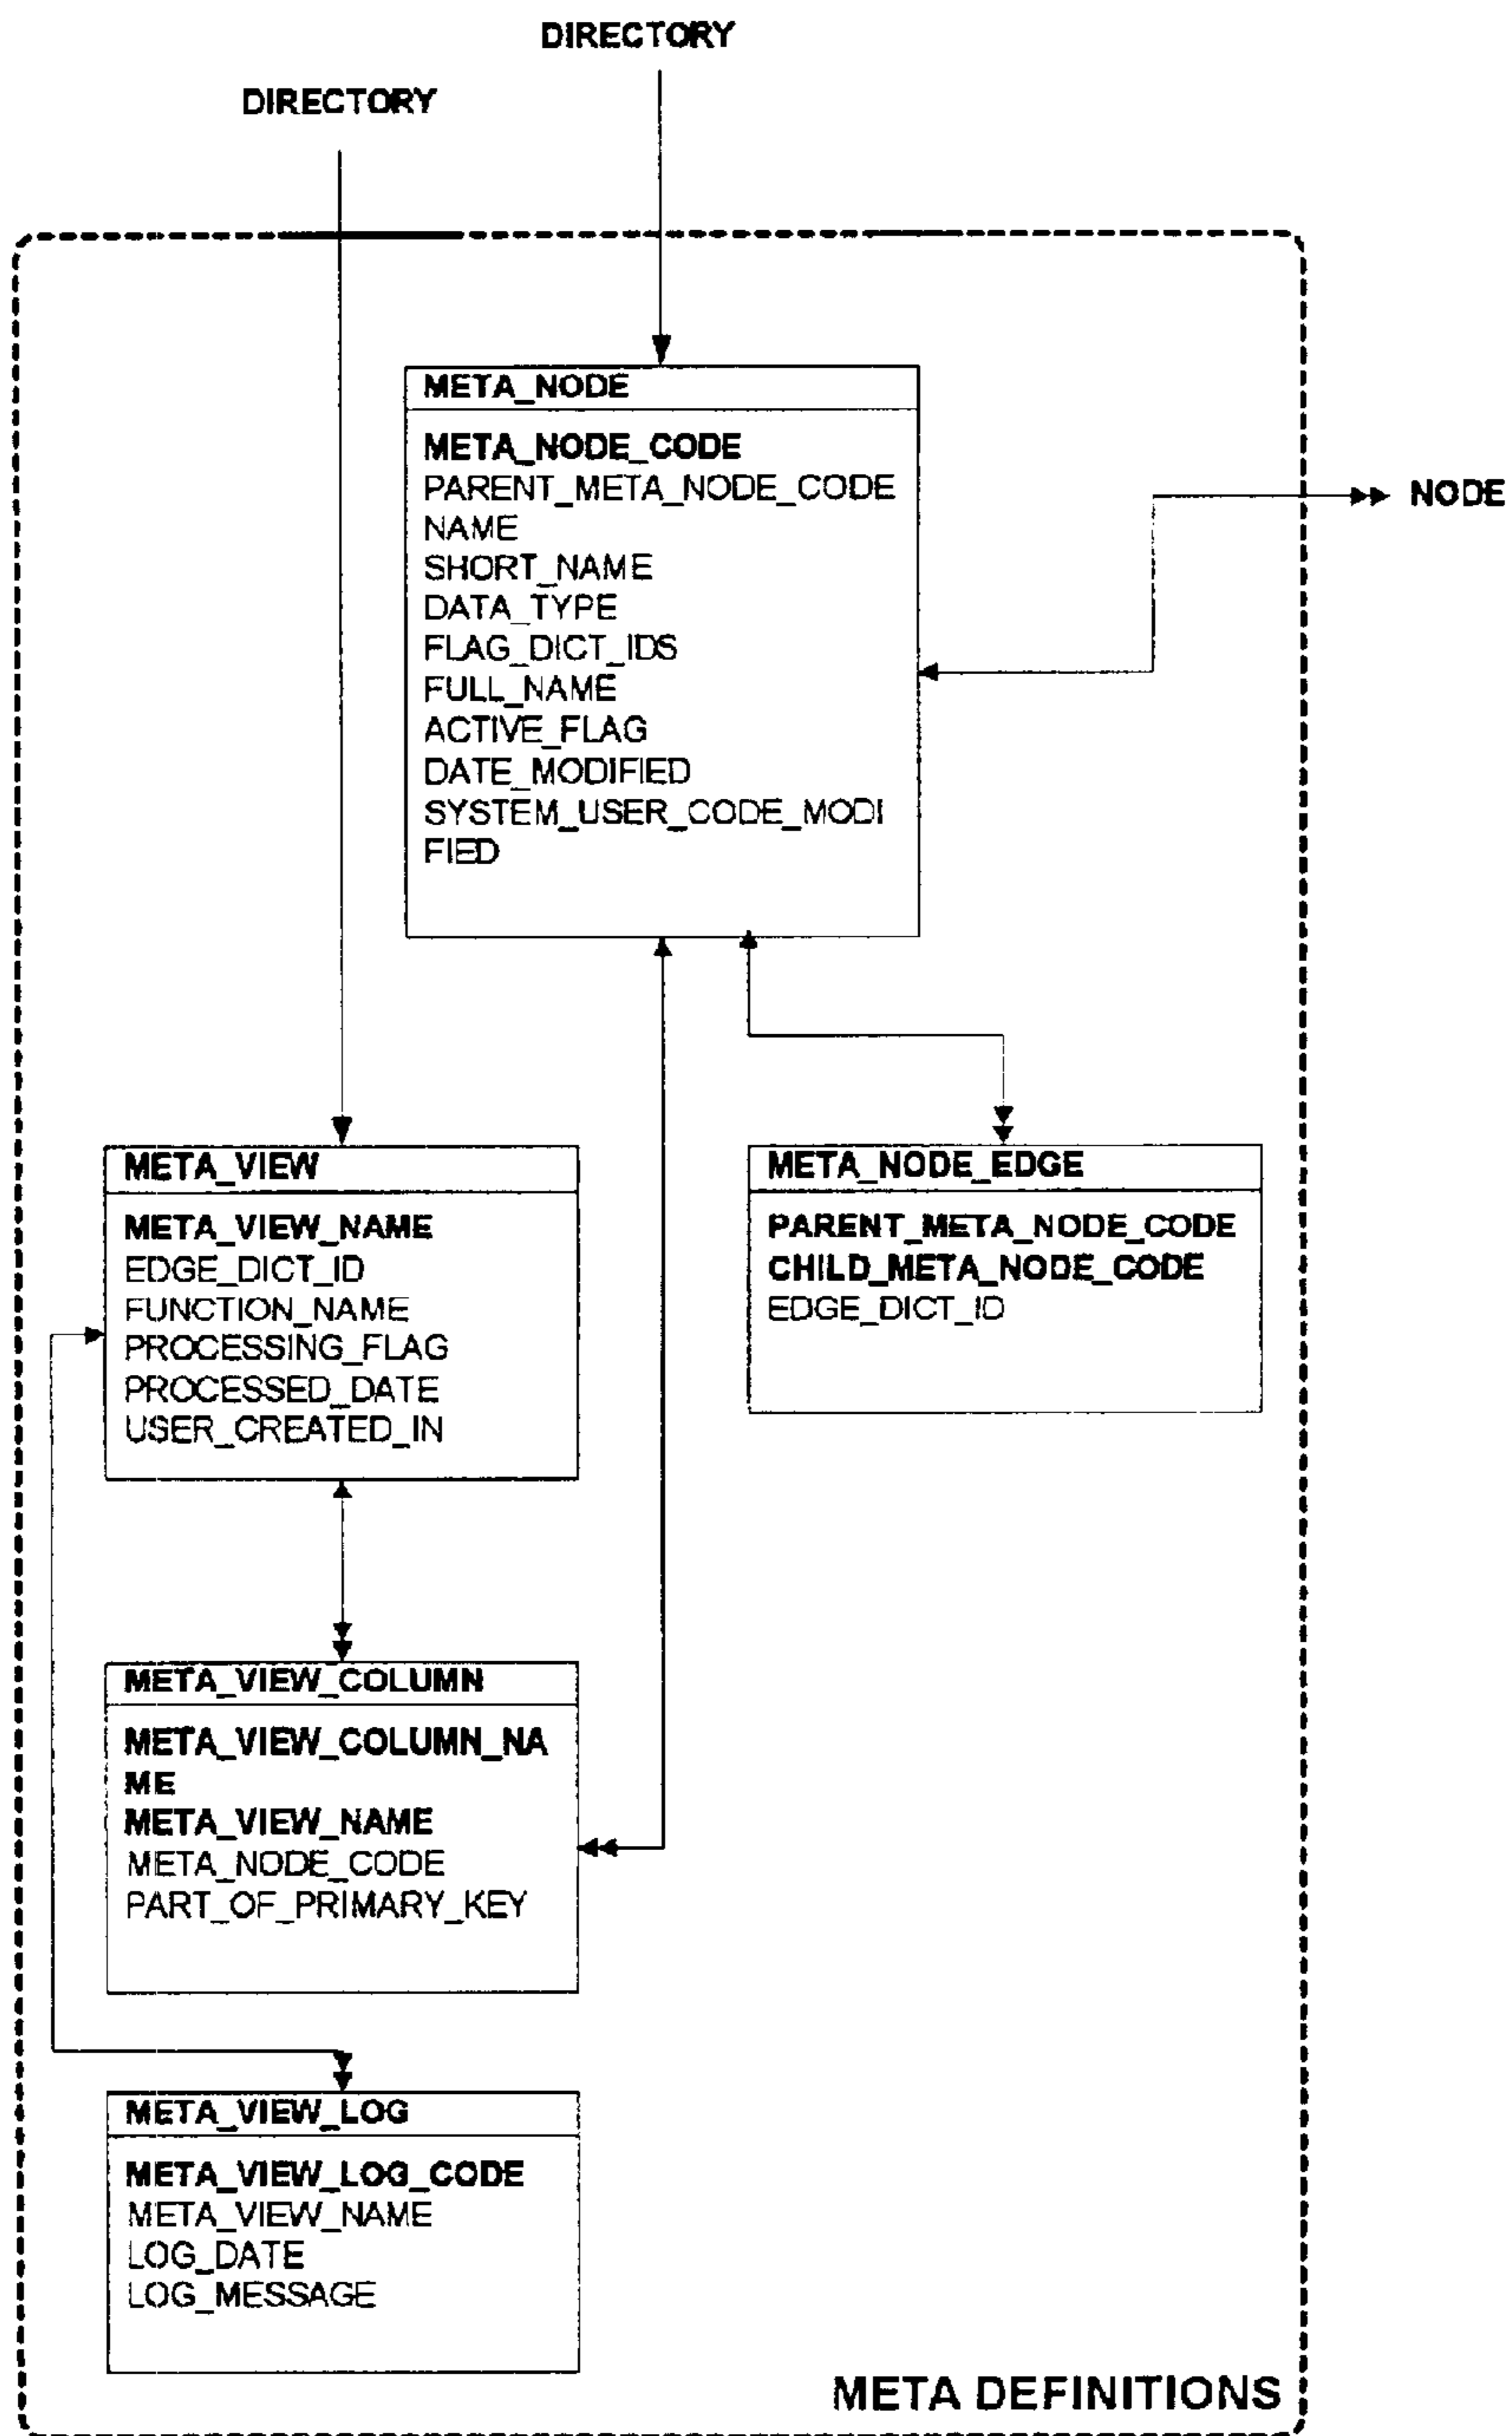 DIRECTORY
DIRECTORY
META_NODE
META_NODE_CODE
PARENT_META_NODE_CODE
NAME
SHORT_NAME
DATA_TYPE
FLAG_DICT_IDS
FULL_NAME
ACTIVE_FLAG
DATE_MODIFIED
SYSTEM_USER_CODE_MODI
FIED
NODE
META_VIEW
META_VIEW_NAME
EDGE_DICT_ID
FUNCTION_NAME
PROCESSING_FLAG
PROCESSED_DATE
USER_CREATED_IN
META_NODE_EDGE
PARENT_META_NODE_CODE
CHILD_META_NODE_CODE
EDGE_DICT_ID
META_VIEW_COLUMN
META_VIEW_COLUMN_NA
ME
META_VIEW_NAME
META_NODE_CODE
PART_OF_PRIMARY_KEY
META_VIEW_LOG
META_VIEW_LOG_CODE
META_VIEW_NAME
LOG_DATE
LOG_MESSAGE
META DEFINITIONS